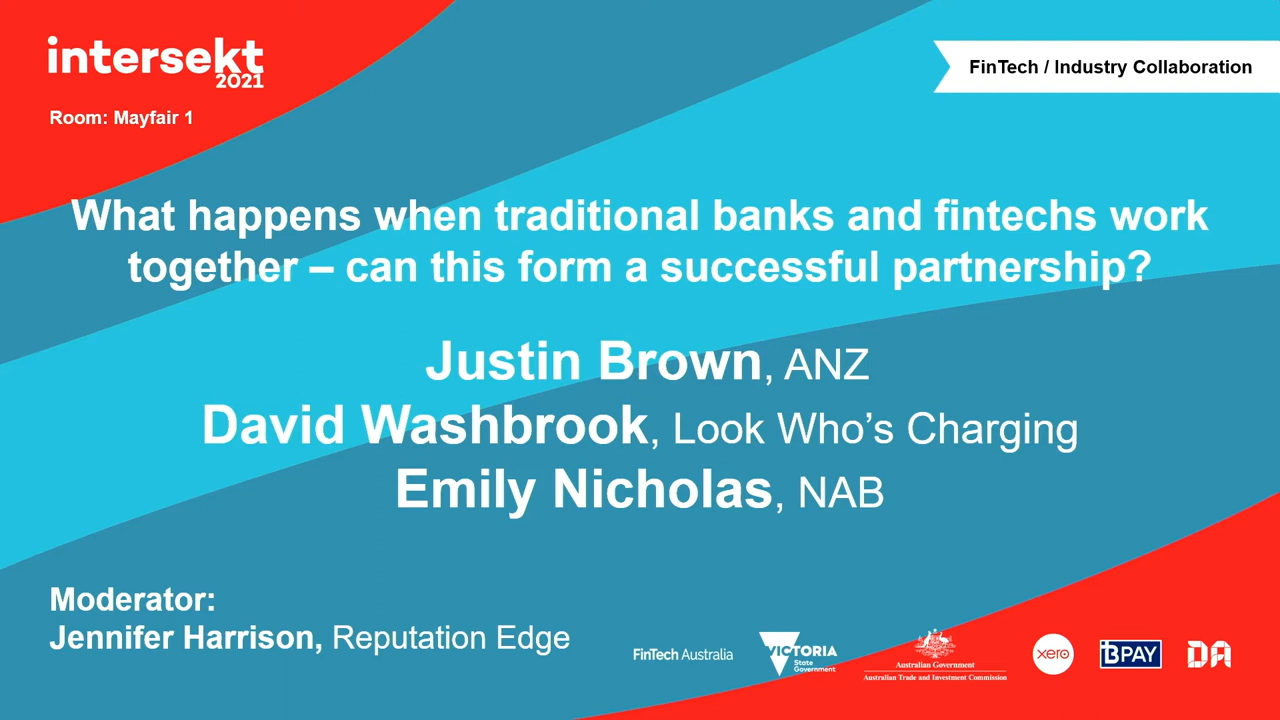 intersekt
2021
Room: Mayfair 1
FinTech / Industry Collaboration
What happens when traditional banks and fintechs work
together – can this form a successful partnership?
Justin Brown, ANZ
David Washbrook, Look Who's Charging
Emily Nicholas, NAB
Moderator:
Jennifer Harrison, Reputation Edge
FinTech Australia
VICTORIA
State
Government
Australian Government
Australian Trade and Investment Commission
xero
BPAY
DA